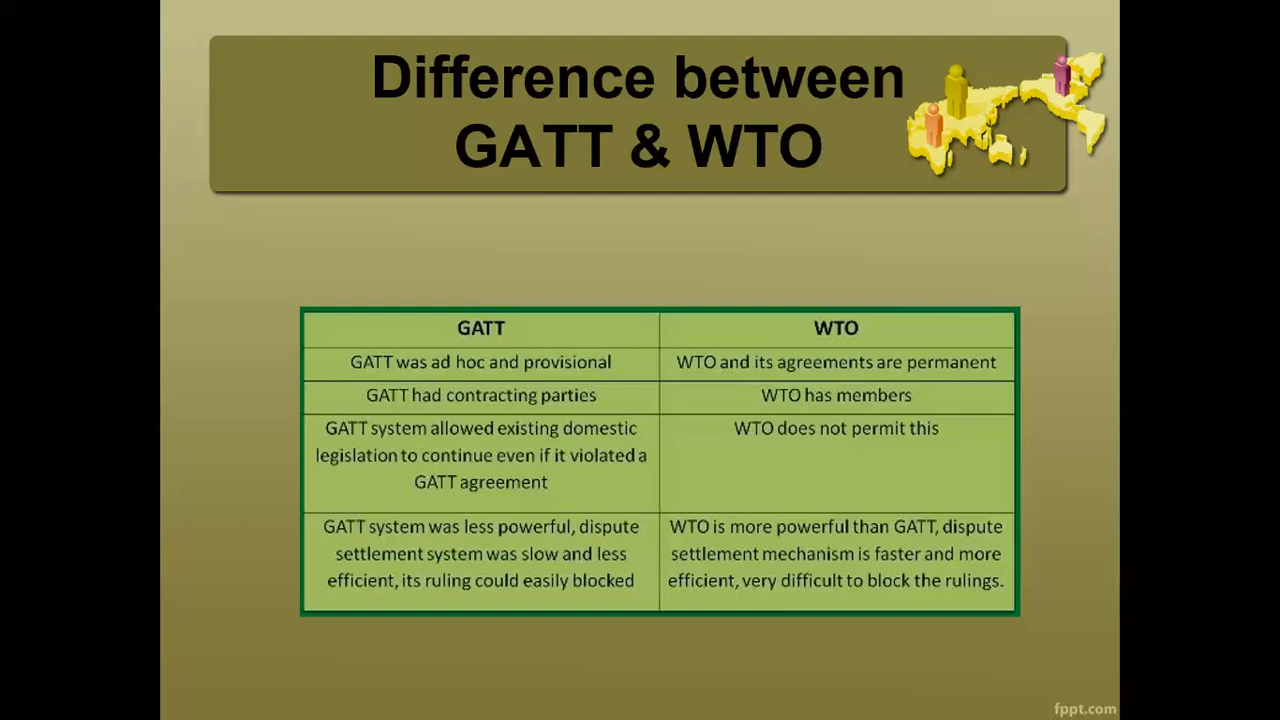 Difference between
GATT & WTO
GATT
WTO
GATT was ad hoc and provisional
WTO and its agreements are permanent
GATT had contracting parties
WTO has members
GATT system allowed existing domestic
legislation to continue even if it violated a
GATT agreement
WTO does not permit this
GATT system was less powerful, dispute
settlement system was slow and less
efficient, its ruling could easily blocked
WTO is more powerful than GATT, dispute
settlement mechanism is faster and more
efficient, very difficult to block the rulings.
fppt.com